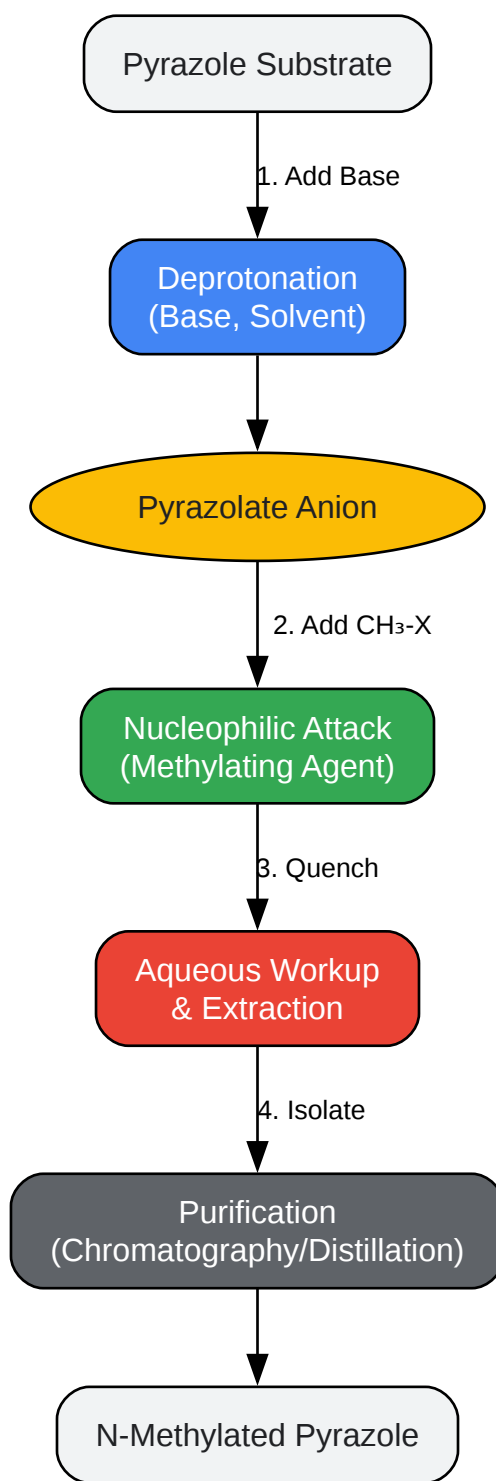 Pyrazole Substrate
1. Add Base
Deprotonation
(Base, Solvent)
Pyrazolate Anion
2. Add CH₃-X
Nucleophilic Attack
(Methylating Agent)
3. Quench
Aqueous Workup
& Extraction
4. Isolate
Purification
(Chromatography/Distillation)
N-Methylated Pyrazole